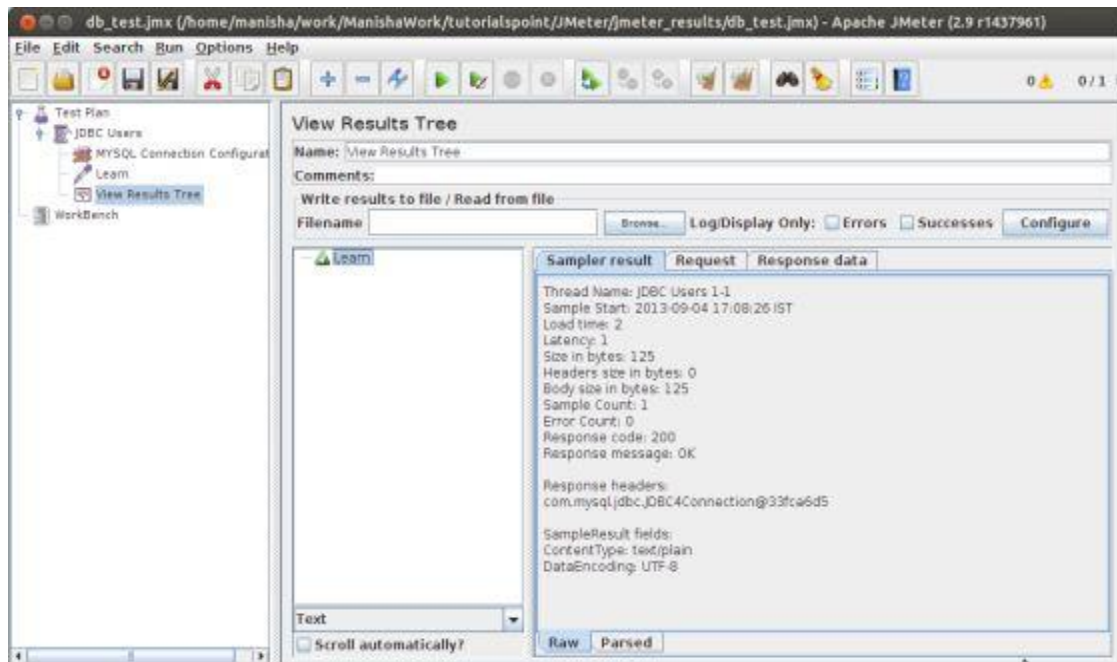 db_test.jmx (/home/manisha/work/ManishaWork/tutorialspoint/JMeter/jmeter_results/db_test.jmx) - Apache JMeter (2.9 r1437961)
File Edit Search Run Options Help
0 0/1
Test Plan
JDBC Users
MYSQL Connection Configurat
Learn
View Results Tree
WorkBench
View Results Tree
Name: View Results Tree
Comments:
Write results to file / Read from file
Filename Browse... Log/Display Only: Errors Successes Configure
Learn
Text
Scroll automatically?
Sampler result Request Response data
Thread Name: JDBC Users 1-1
Sample Start: 2013-09-04 17:08:26 IST
Load time: 2
Latency: 1
Size in bytes: 125
Headers size in bytes: 0
Body size in bytes: 125
Sample Count: 1
Error Count: 0
Response code: 200
Response message: OK
Response headers:
com.mysql.jdbc.JDBC4Connection@33fca6d5
SampleResult fields:
ContentType: text/plain
DataEncoding: UTF-8
Raw Parsed